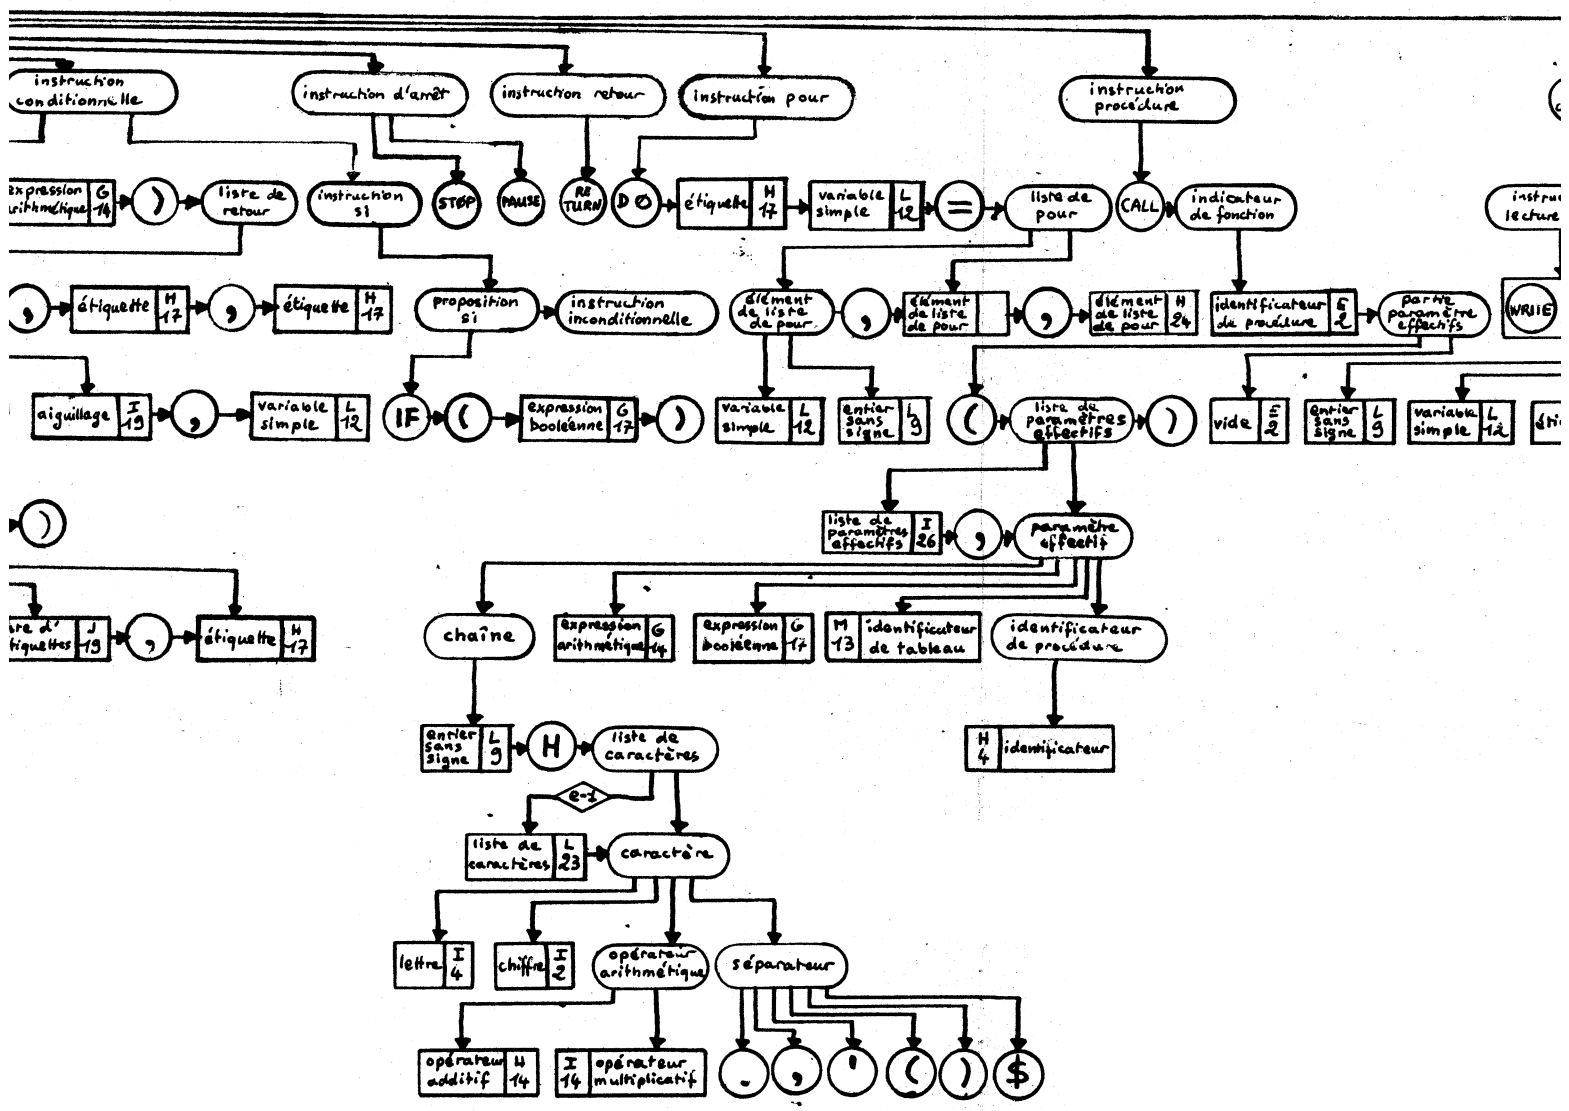 instruction
conditionnelle
instruction d'arrêt
instruction retour
instruction pour
instruction
procédure
expression
arithmétique
G
14
)
liste de
retour
instruction
si
STØP
PAUSE
RE
TURN
DØ
étiquette
H
17
variable
simple
L
12
=
liste de
pour
CALL
indicateur
de fonction
,
étiquette
H
17
,
étiquette
H
17
proposition
si
instruction
inconditionnelle
élément
de liste
de pour
,
élément
de liste
de pour
,
élément
de liste
de pour
H
24
identificateur
de procédure
E
2
partie
paramètre
effectifs
WRITE
aiguillage
I
19
,
variable
simple
L
12
IF
(
expression
booléenne
G
17
)
variable
simple
L
12
entier
sans
signe
L
9
(
liste de
paramètres
effectifs
)
vide
E
2
entier
sans
signe
L
9
variable
simple
L
12
)
liste de
paramètres
effectifs
I
26
,
paramètre
effectif
J
19
,
étiquette
H
17
chaîne
expression
arithmétique
G
14
expression
booléenne
G
17
M
13
identificateur
de tableau
identificateur
de procédure
entier
sans
signe
L
9
H
liste de
caractères
H
4
identificateur
e-1
liste de
caractères
L
23
caractère
lettre
I
4
chiffre
I
2
opérateur
arithmétique
séparateur
opérateur
additif
H
14
I
14
opérateur
multiplicatif
.
,
'
(
)
$